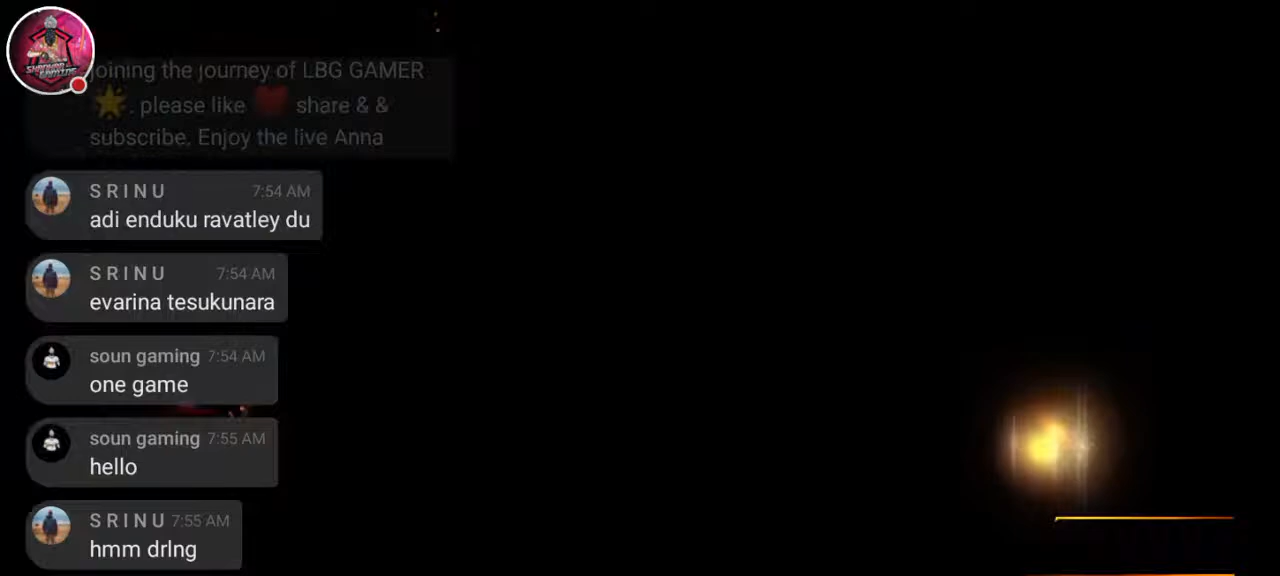 joining the journey of LBG GAMER
🌟. please like ❤️ share & &
subscribe. Enjoy the live Anna
S R I N U 7:54 AM
adi enduku ravatley du
S R I N U 7:54 AM
evarina tesukunara
soun gaming 7:54 AM
one game
soun gaming 7:55 AM
hello
S R I N U 7:55 AM
hmm drlng